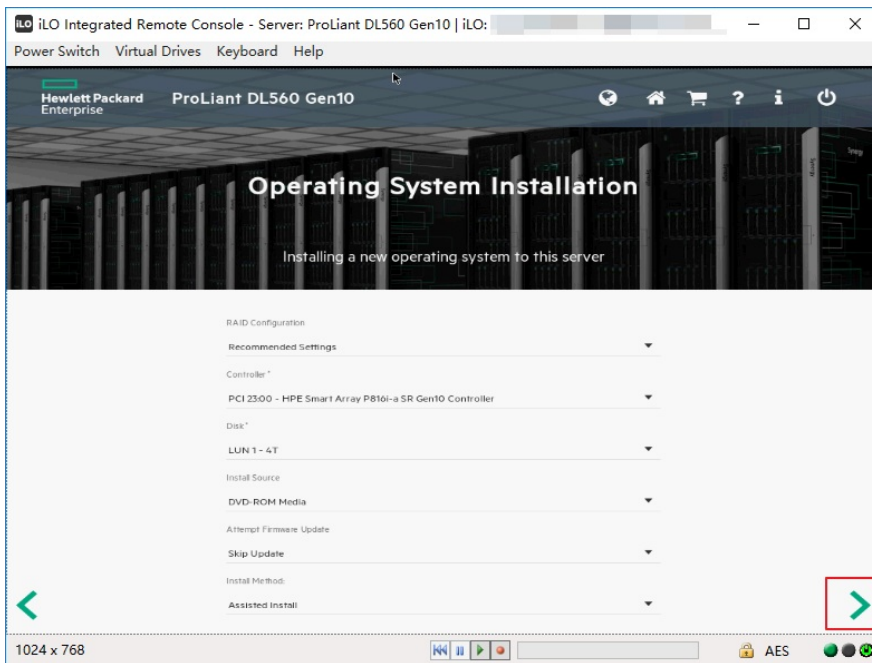 iLO iLO Integrated Remote Console - Server: ProLiant DL560 Gen10 | iLO:
Power Switch Virtual Drives Keyboard Help
Hewlett Packard
Enterprise
ProLiant DL560 Gen10
Synergy
Operating System Installation
Installing a new operating system to this server
RAID Configuration
Recommended Settings
Controller *
PCI 23:00 - HPE Smart Array P816i-a SR Gen10 Controller
Disk *
LUN 1 - 4T
Install Source
DVD-ROM Media
Attempt Firmware Update
Skip Update
Install Method:
Assisted Install
1024 x 768
AES